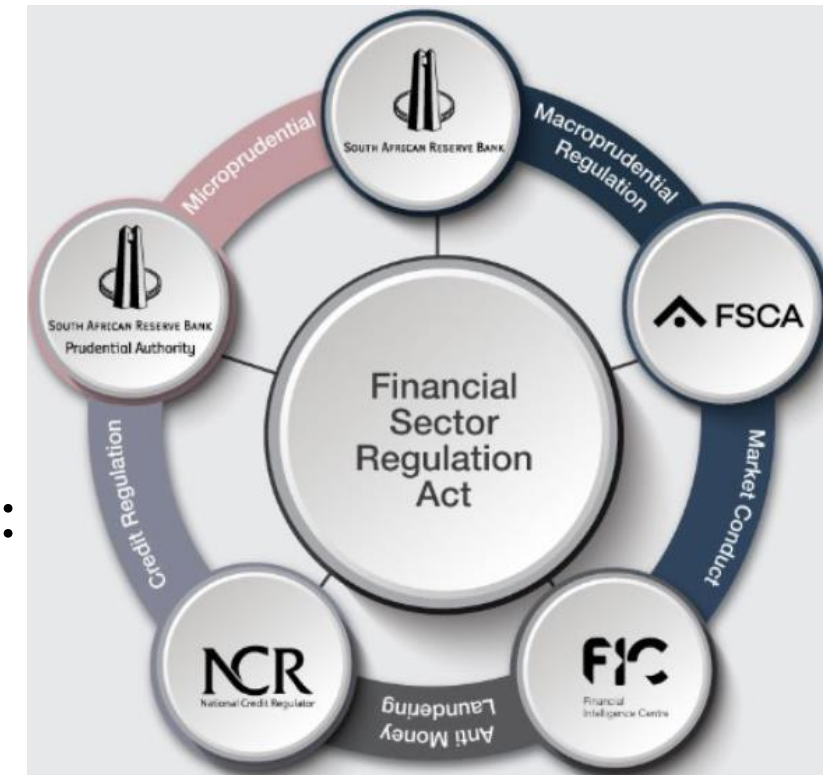 SOUTH AFRICAN RESERVE BANK
Macroprudential
Regulation
FSCA
Market Conduct
FIC
Financial
Intelligence Centre
Anti Money
Laundering
NCR
National Credit Regulator
Credit Regulation
SOUTH AFRICAN RESERVE BANK
Prudential Authority
Microprudential
Financial
Sector
Regulation
Act